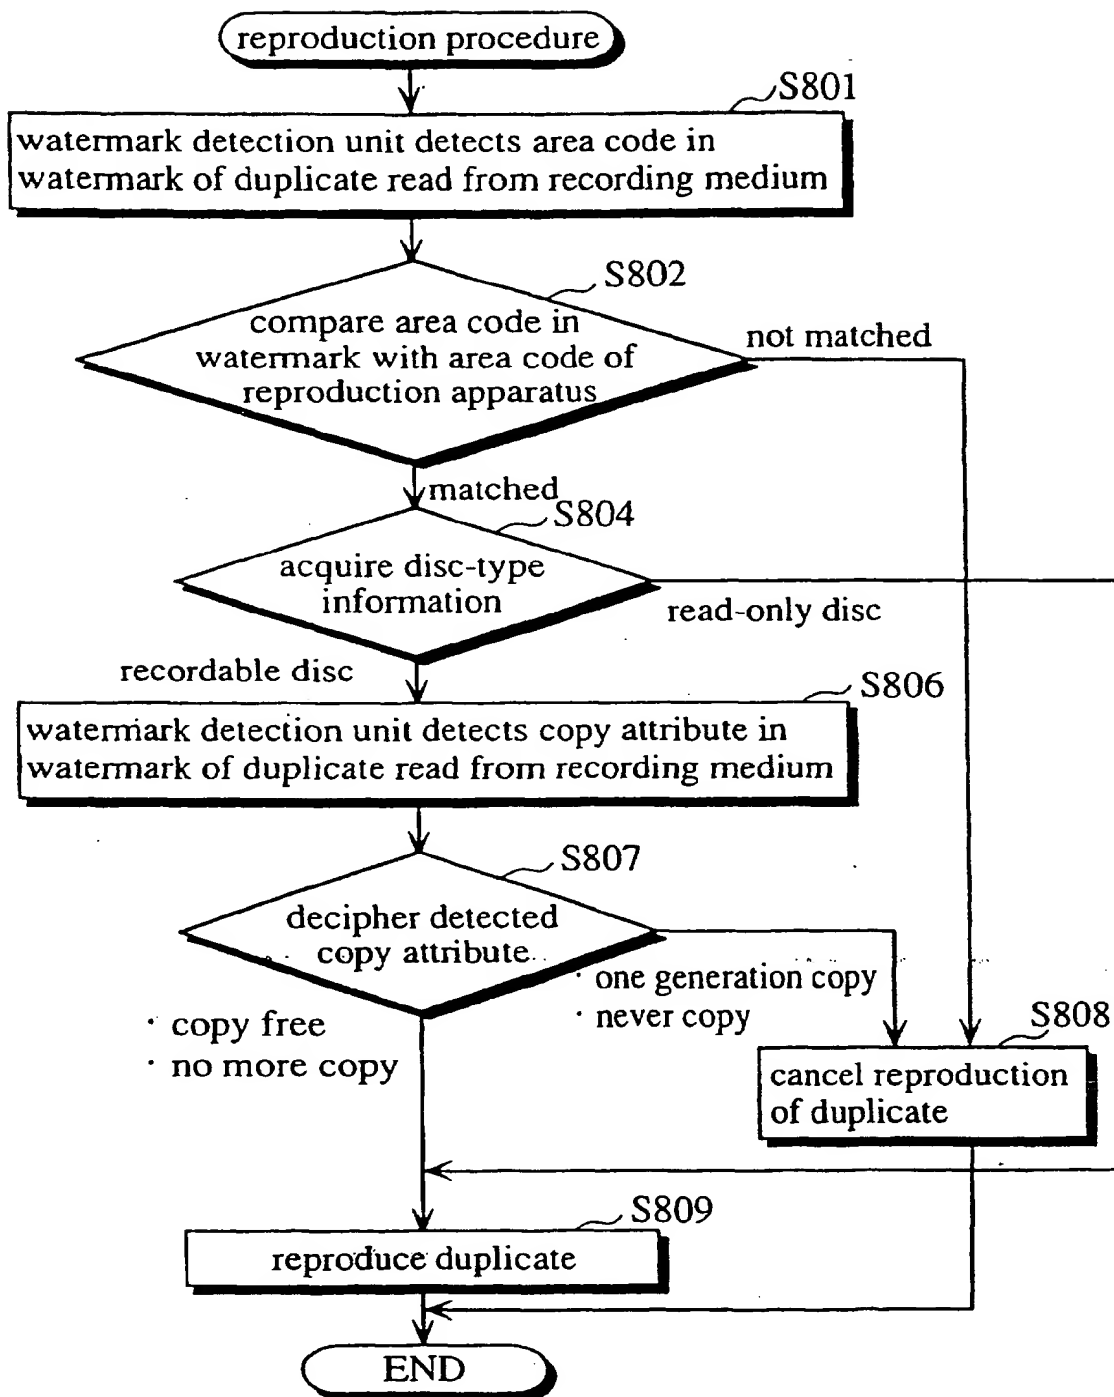 reproduction procedure
S801
watermark detection unit detects area code in
watermark of duplicate read from recording medium
S802
compare area code in
watermark with area code of
reproduction apparatus
not matched
matched
S804
acquire disc-type
information
read-only disc
recordable disc
S806
watermark detection unit detects copy attribute in
watermark of duplicate read from recording medium
S807
decipher detected
copy attribute
· one generation copy
· never copy
· copy free
· no more copy
S808
cancel reproduction
of duplicate
S809
reproduce duplicate
END